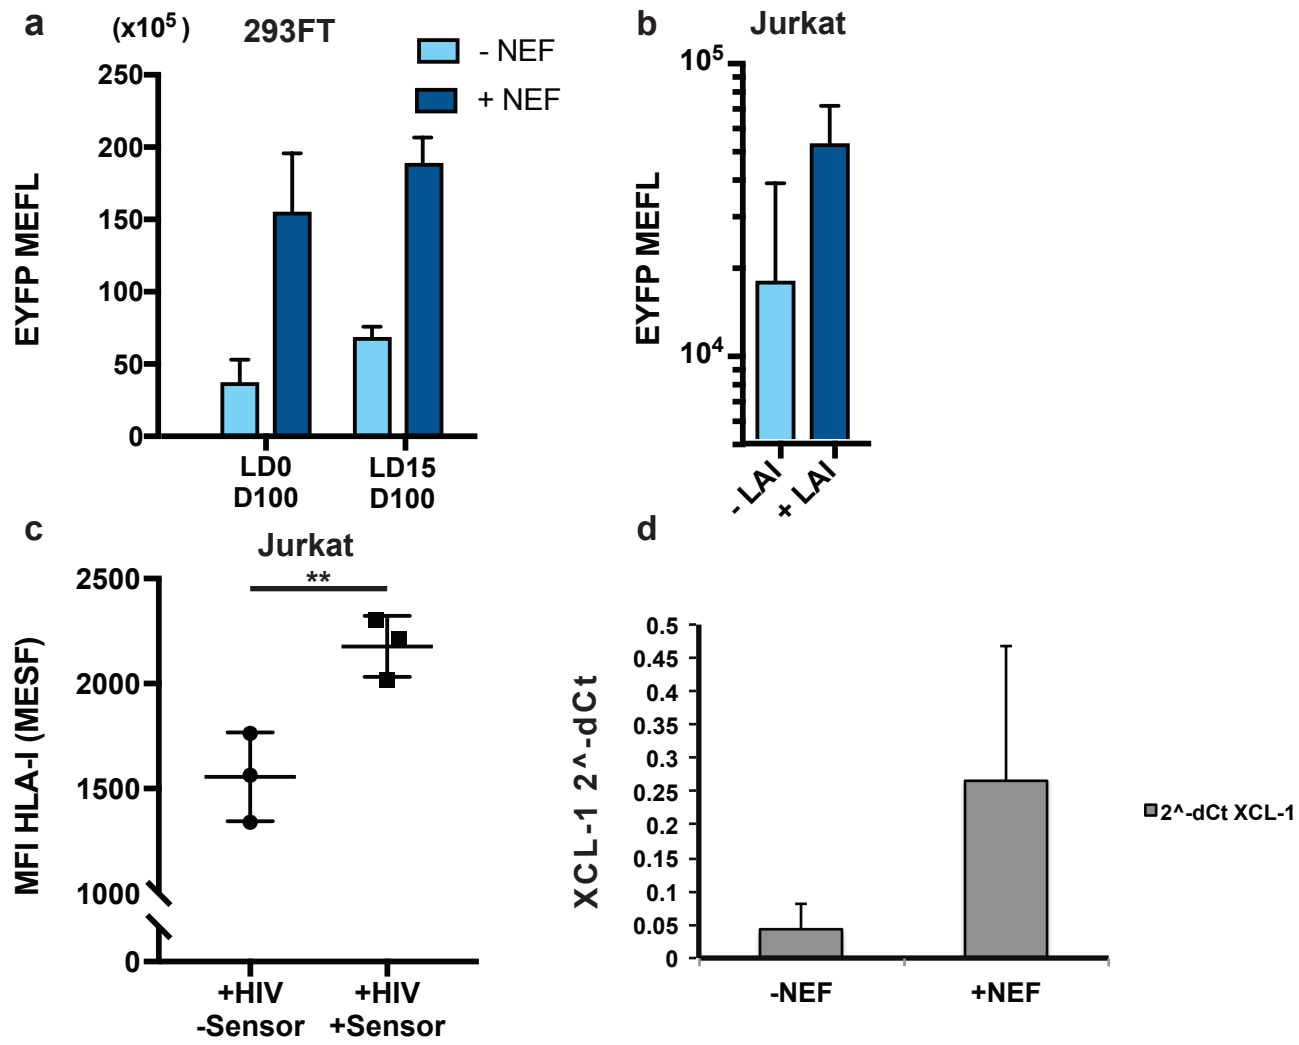 a
(x10⁵)
293FT
- NEF
+ NEF
EYFP MEFL
250
200
150
100
50
0
LD0
D100
LD15
D100
b
Jurkat
EYFP MEFL
10⁵
10⁴
- LAI
+ LAI
c
Jurkat
**
MFI HLA-I (MESF)
2500
2000
1500
1000
0
+HIV
-Sensor
+HIV
+Sensor
d
XCL-1 2^-dCt
0.5
0.45
0.4
0.35
0.3
0.25
0.2
0.15
0.1
0.05
0
-NEF
+NEF
2^-dCt XCL-1